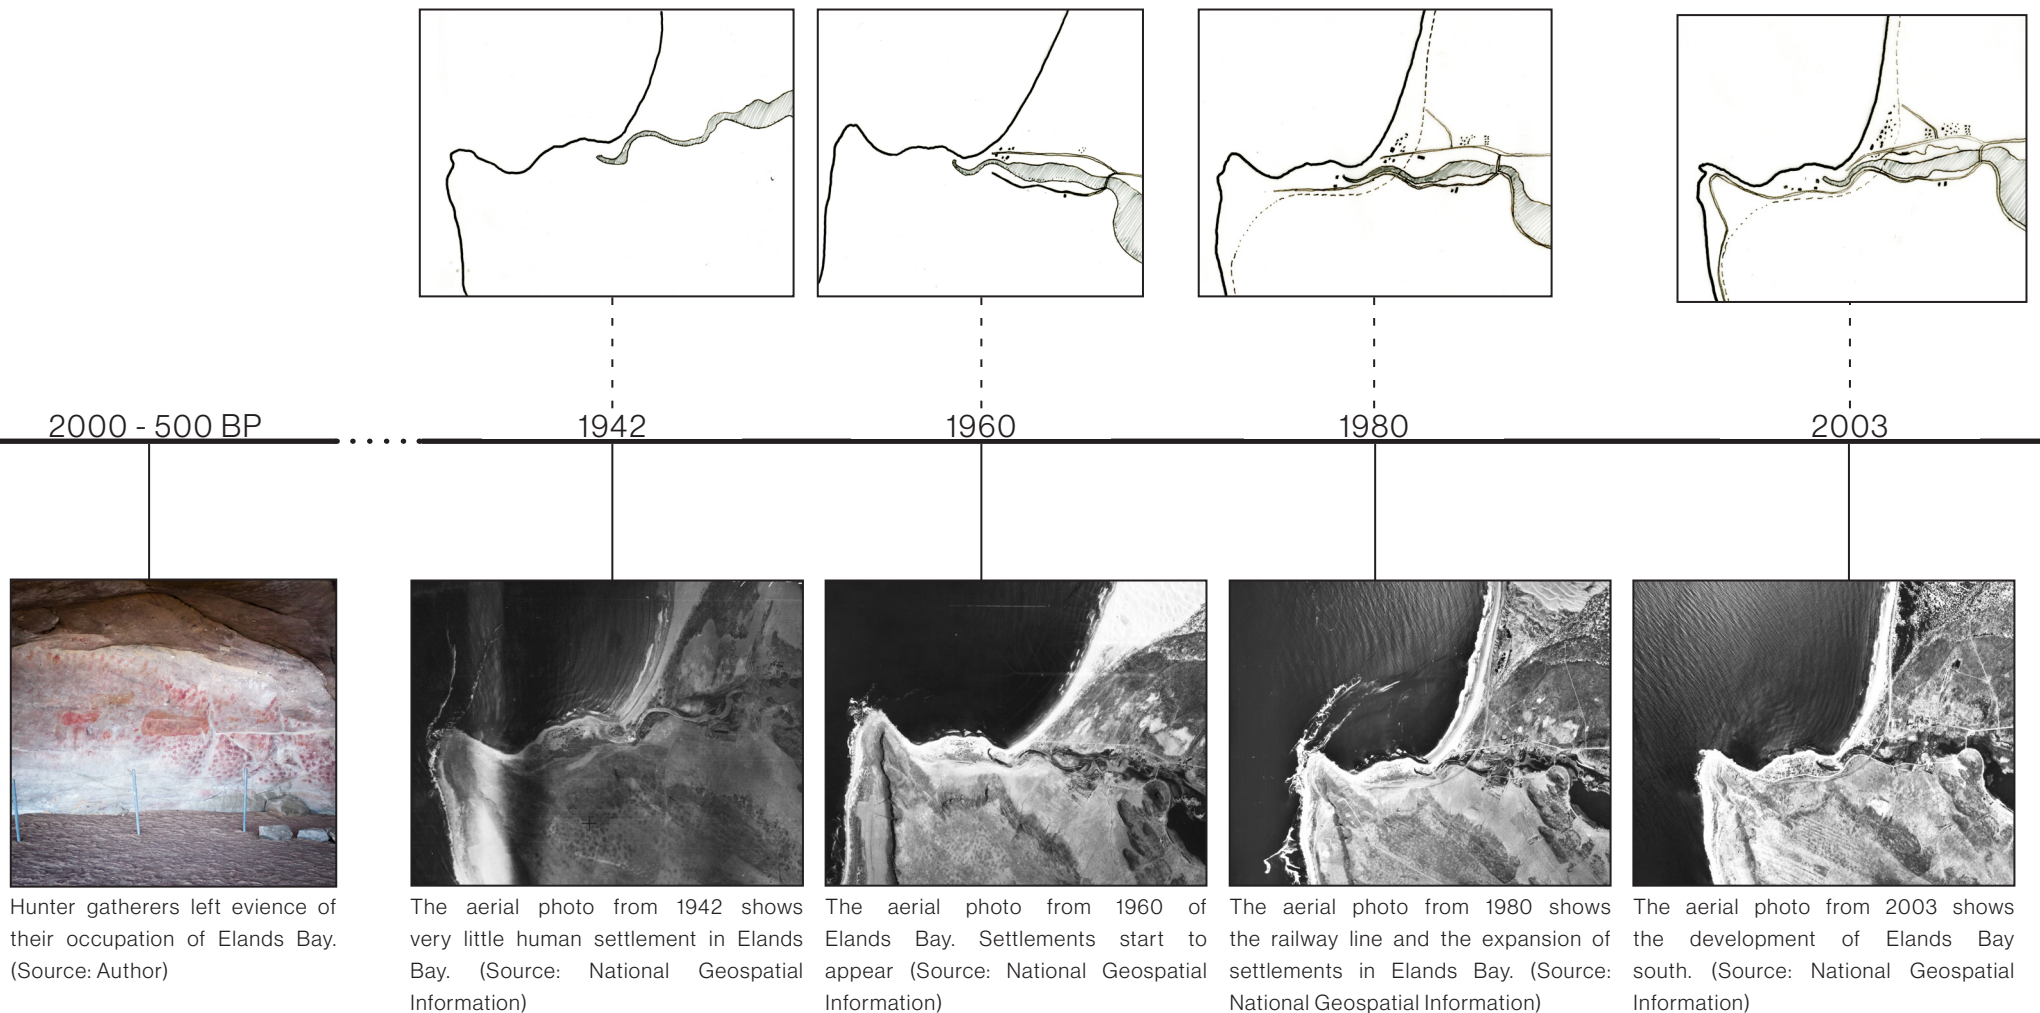 2000 - 500 BP
1942
1960
1980
2003
Hunter gatherers left evience of
their occupation of Elands Bay.
(Source: Author)
The aerial photo from 1942 shows
very little human settlement in Elands
Bay. (Source: National Geospatial
Information)
The aerial photo from 1960 of
Elands Bay. Settlements start to
appear (Source: National Geospatial
Information)
The aerial photo from 1980 shows
the railway line and the expansion of
settlements in Elands Bay. (Source:
National Geospatial Information)
The aerial photo from 2003 shows
the development of Elands Bay
south. (Source: National Geospatial
Information)